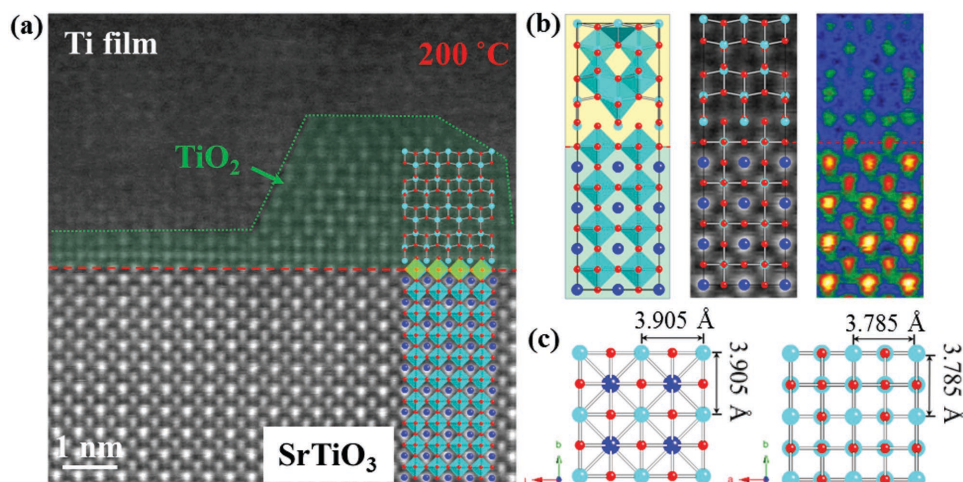 (a)
Ti film
200 °C
TiO₂
1 nm
SrTiO₃
(b)
(c)
3.905 Å
3.905 Å
3.785 Å
3.785 Å
b
b
a